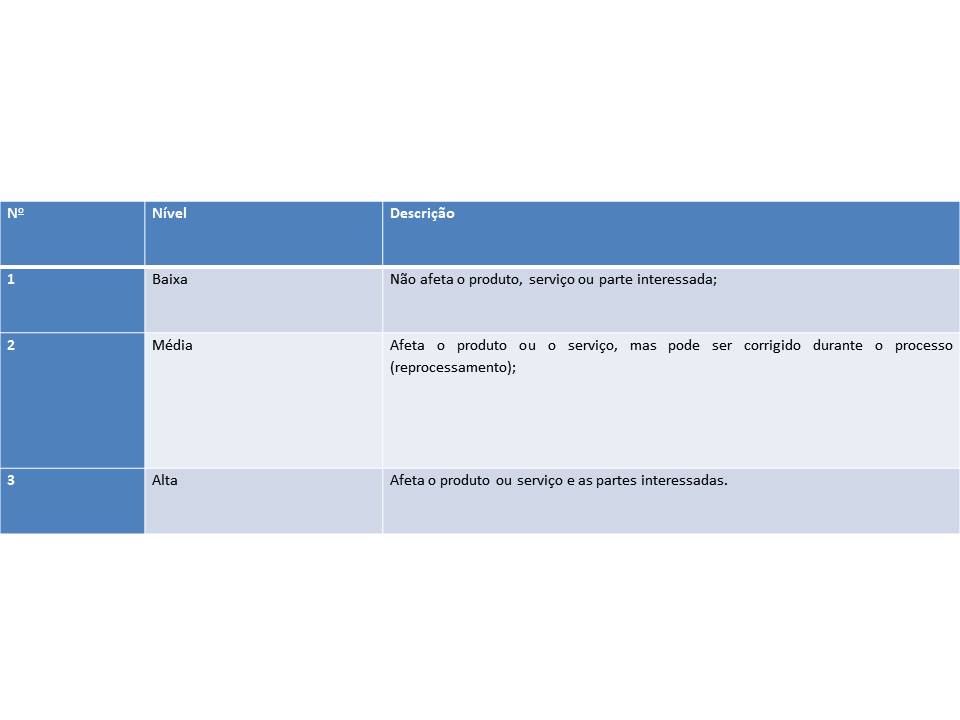 Nº Nível Descrição
1 Baixa Não afeta o produto, serviço ou parte interessada;
2 Média Afeta o produto ou o serviço, mas pode ser corrigido durante o processo
(reprocessamento);
3 Alta Afeta o produto ou serviço e as partes interessadas.